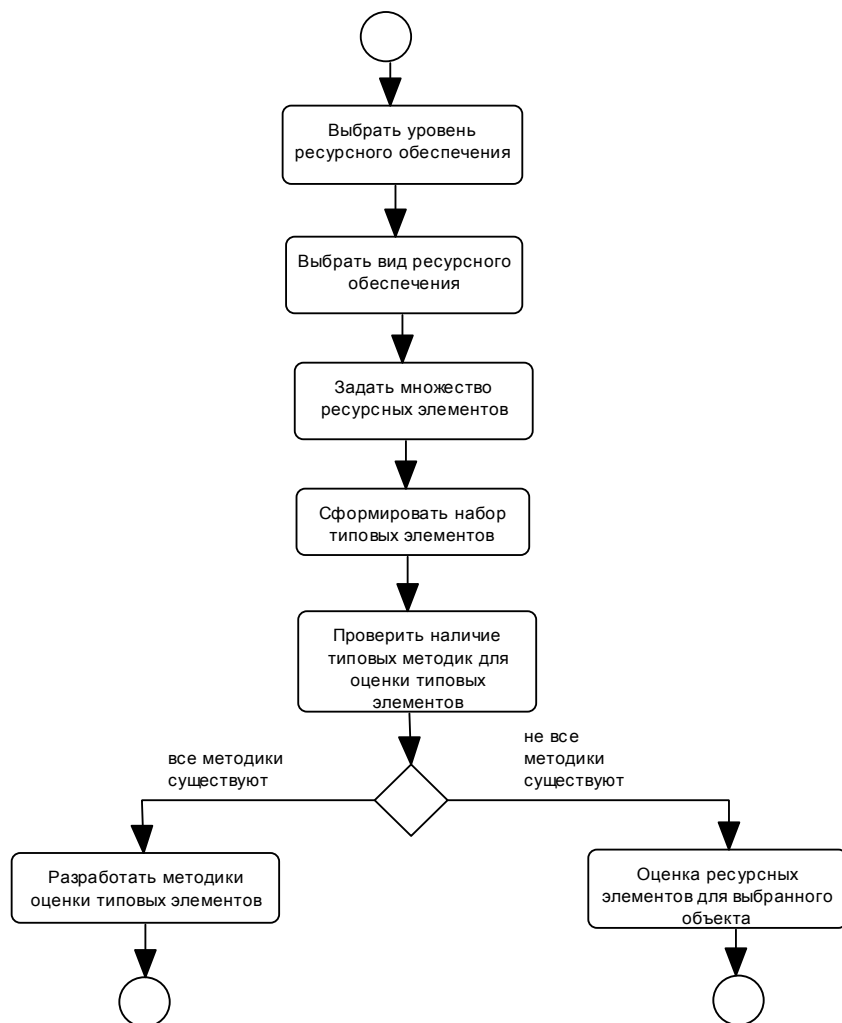 Выбрать уровень
ресурсного обеспечения
Выбрать вид ресурсного
обеспечения
Задать множество
ресурсных элементов
Сформировать набор
типовых элементов
Проверить наличие
типовых методик для
оценки типовых
элементов
все методики
существуют
не все
методики
существуют
Разработать методики
оценки типовых элементов
Оценка ресурсных
элементов для выбранного
объекта